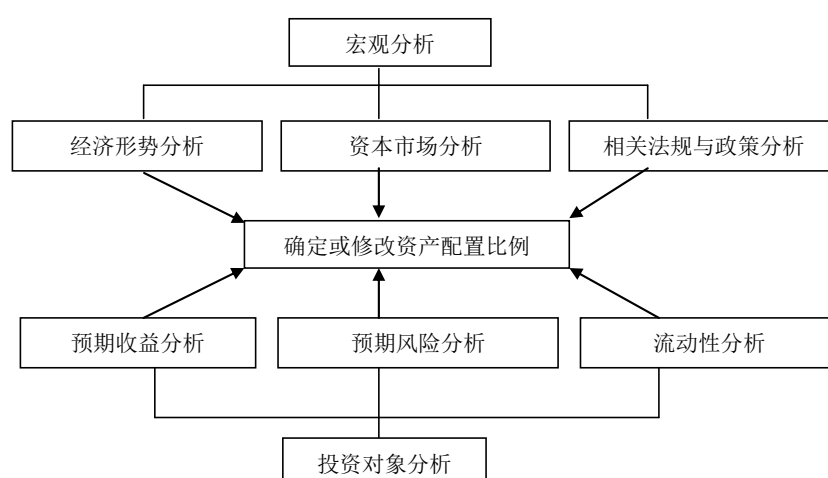 宏观分析
经济形势分析
资本市场分析
相关法规与政策分析
确定或修改资产配置比例
预期收益分析
预期风险分析
流动性分析
投资对象分析